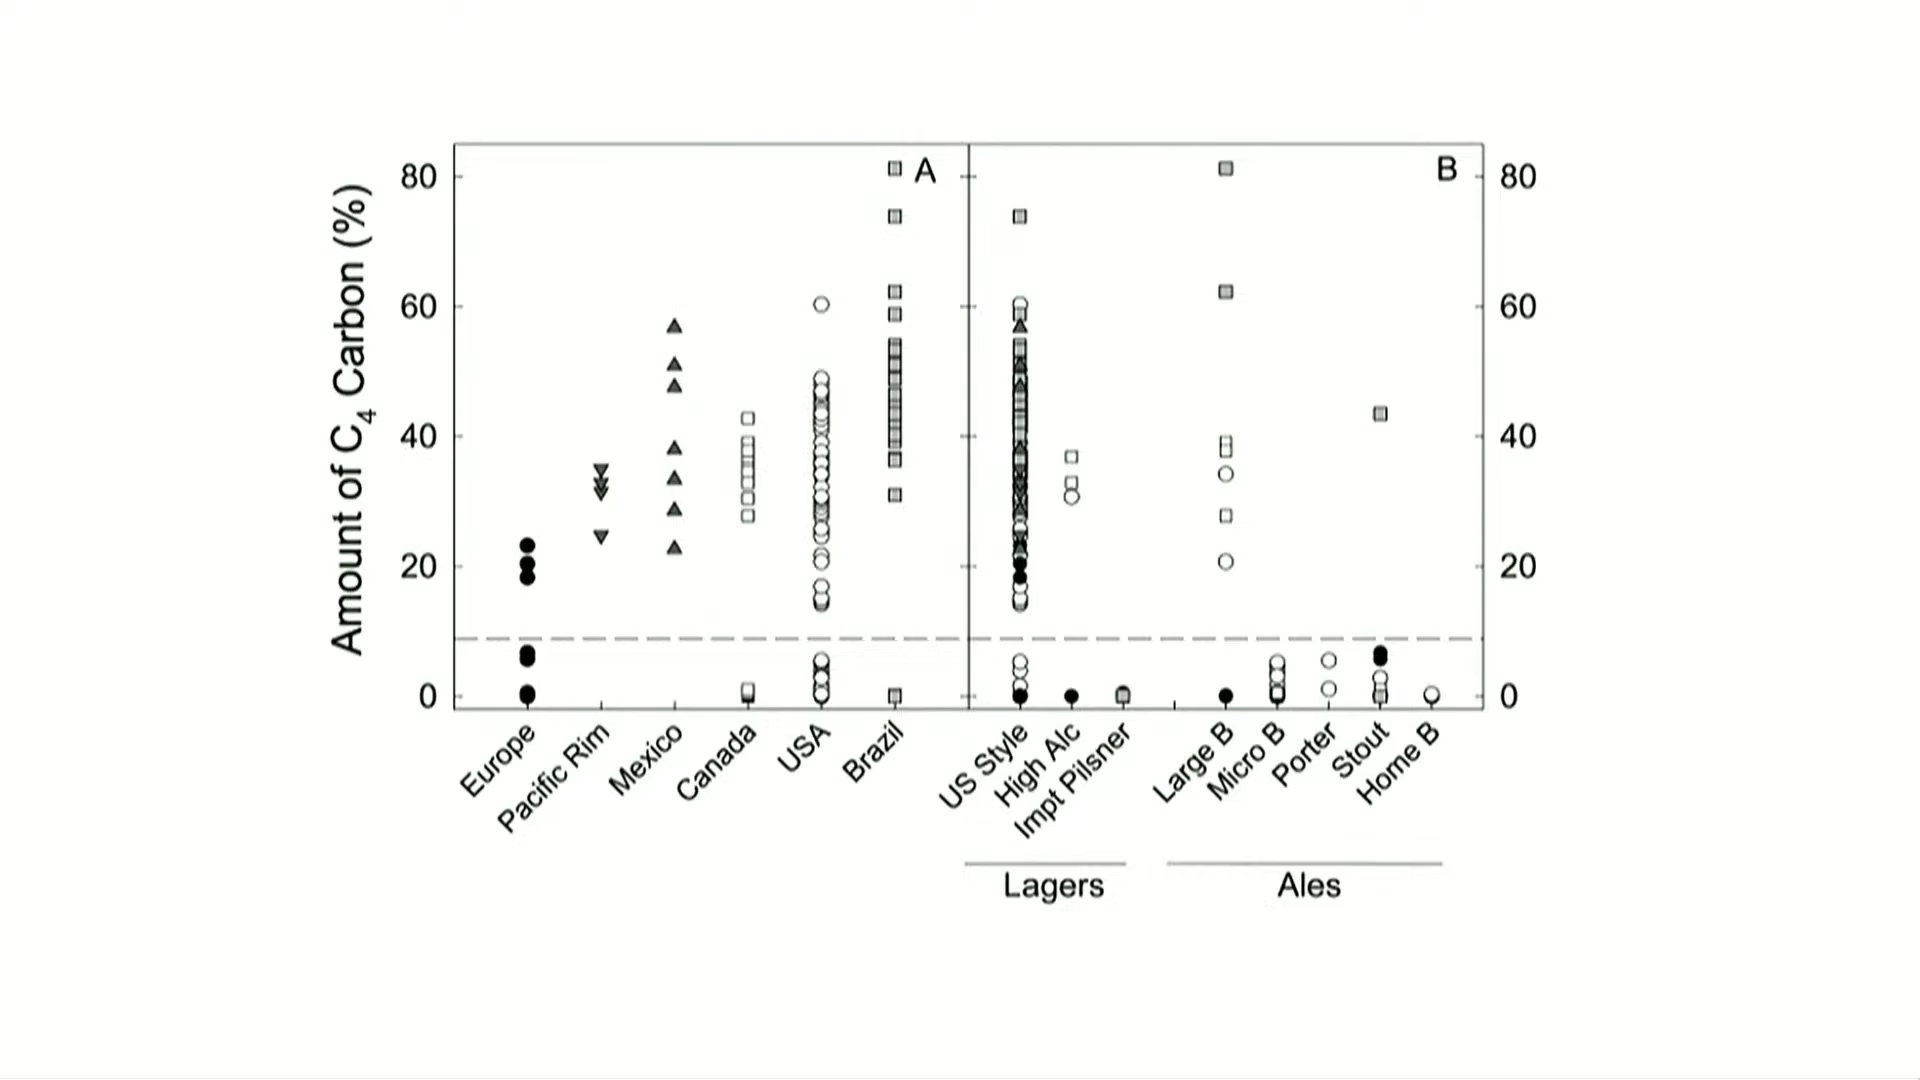 Amount of C4 Carbon (%)
80
60
40
20
0
A
B
80
60
40
20
0
Europe
Pacific Rim
Mexico
Canada
USA
Brazil
US Style
High Alc
Impt Pilsner
Large B
Micro B
Porter
Stout
Home B
Lagers
Ales